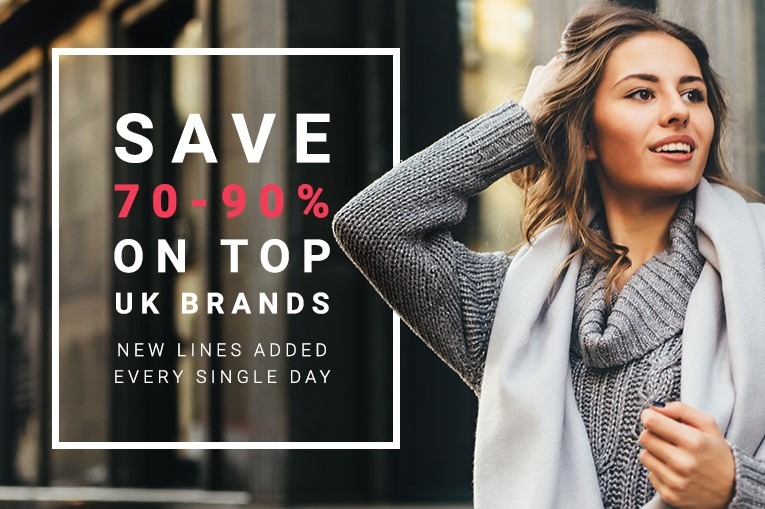 SAVE
70-90%
ON TOP
UK BRANDS
NEW LINES ADDED
EVERY SINGLE DAY